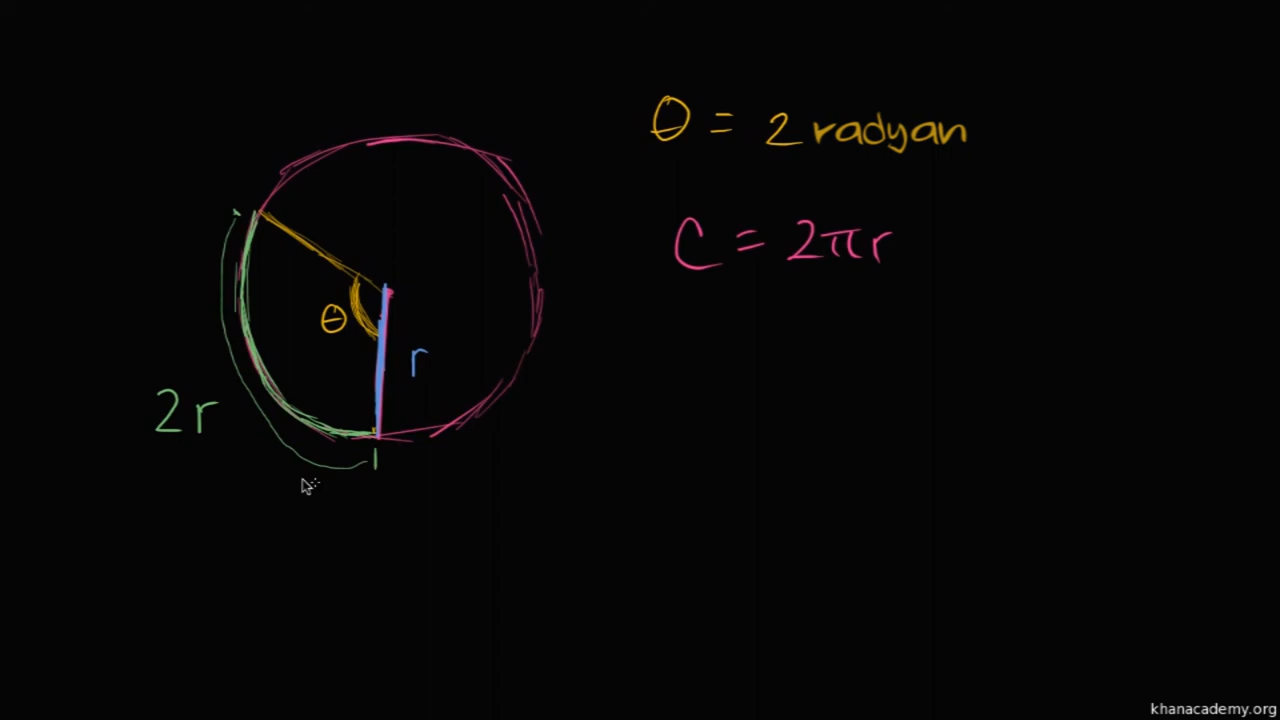 θ = 2 radyan
C = 2πr
θ
r
2r
khanacademy.org